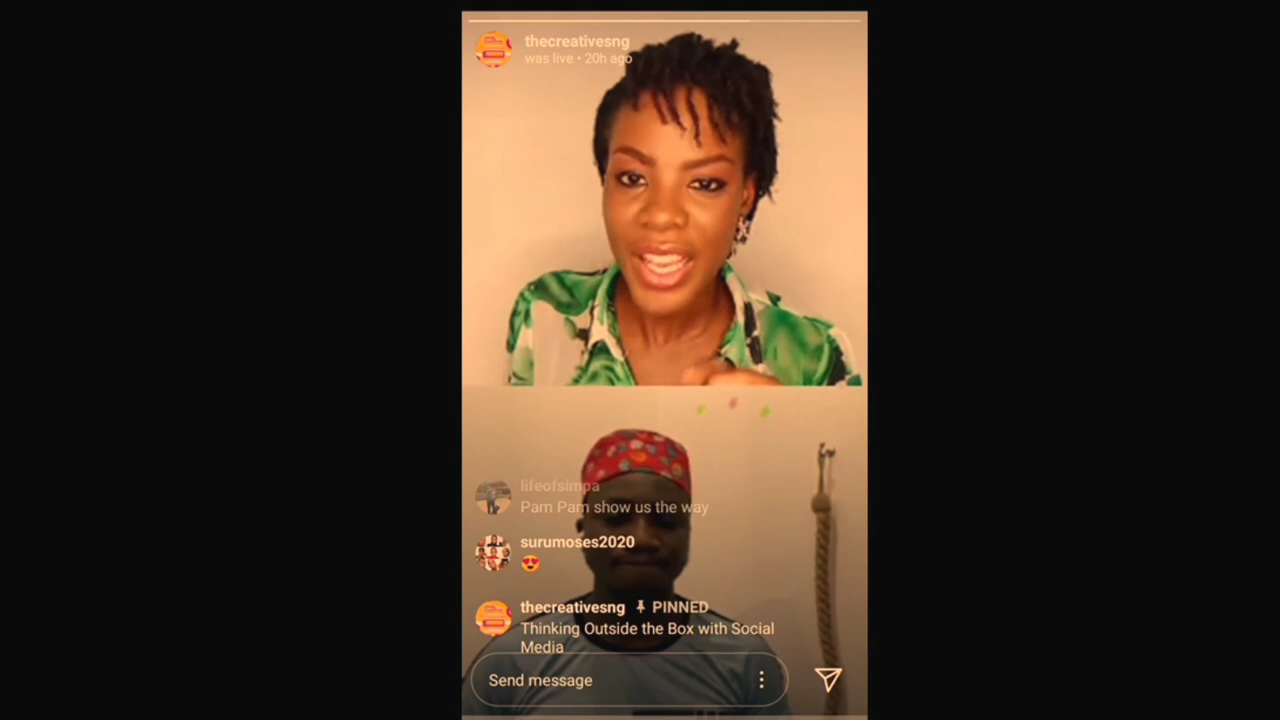 thecreativesng
was live • 20h ago
lifeofsimpa
Pam Pam show us the way
surumoses2020
thecreativesng PINNED
Thinking Outside the Box with Social
Media
Send message